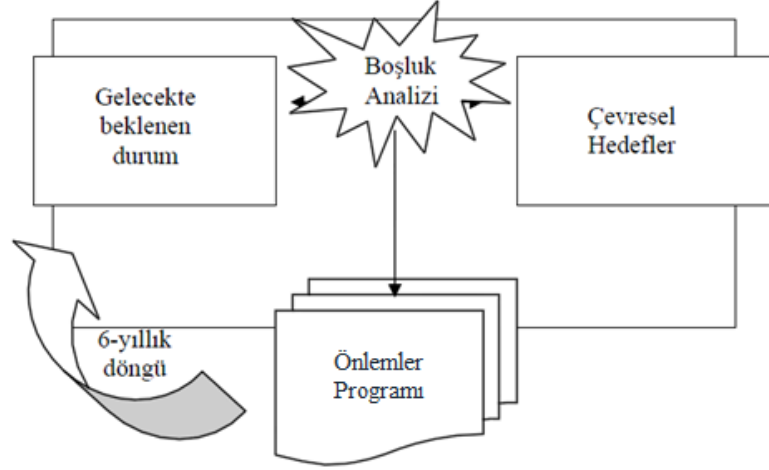 Boşluk
Analizi
Gelecekte
beklenen
durum
Çevresel
Hedefler
6-yıllık
döngü
Önlemler
Programı